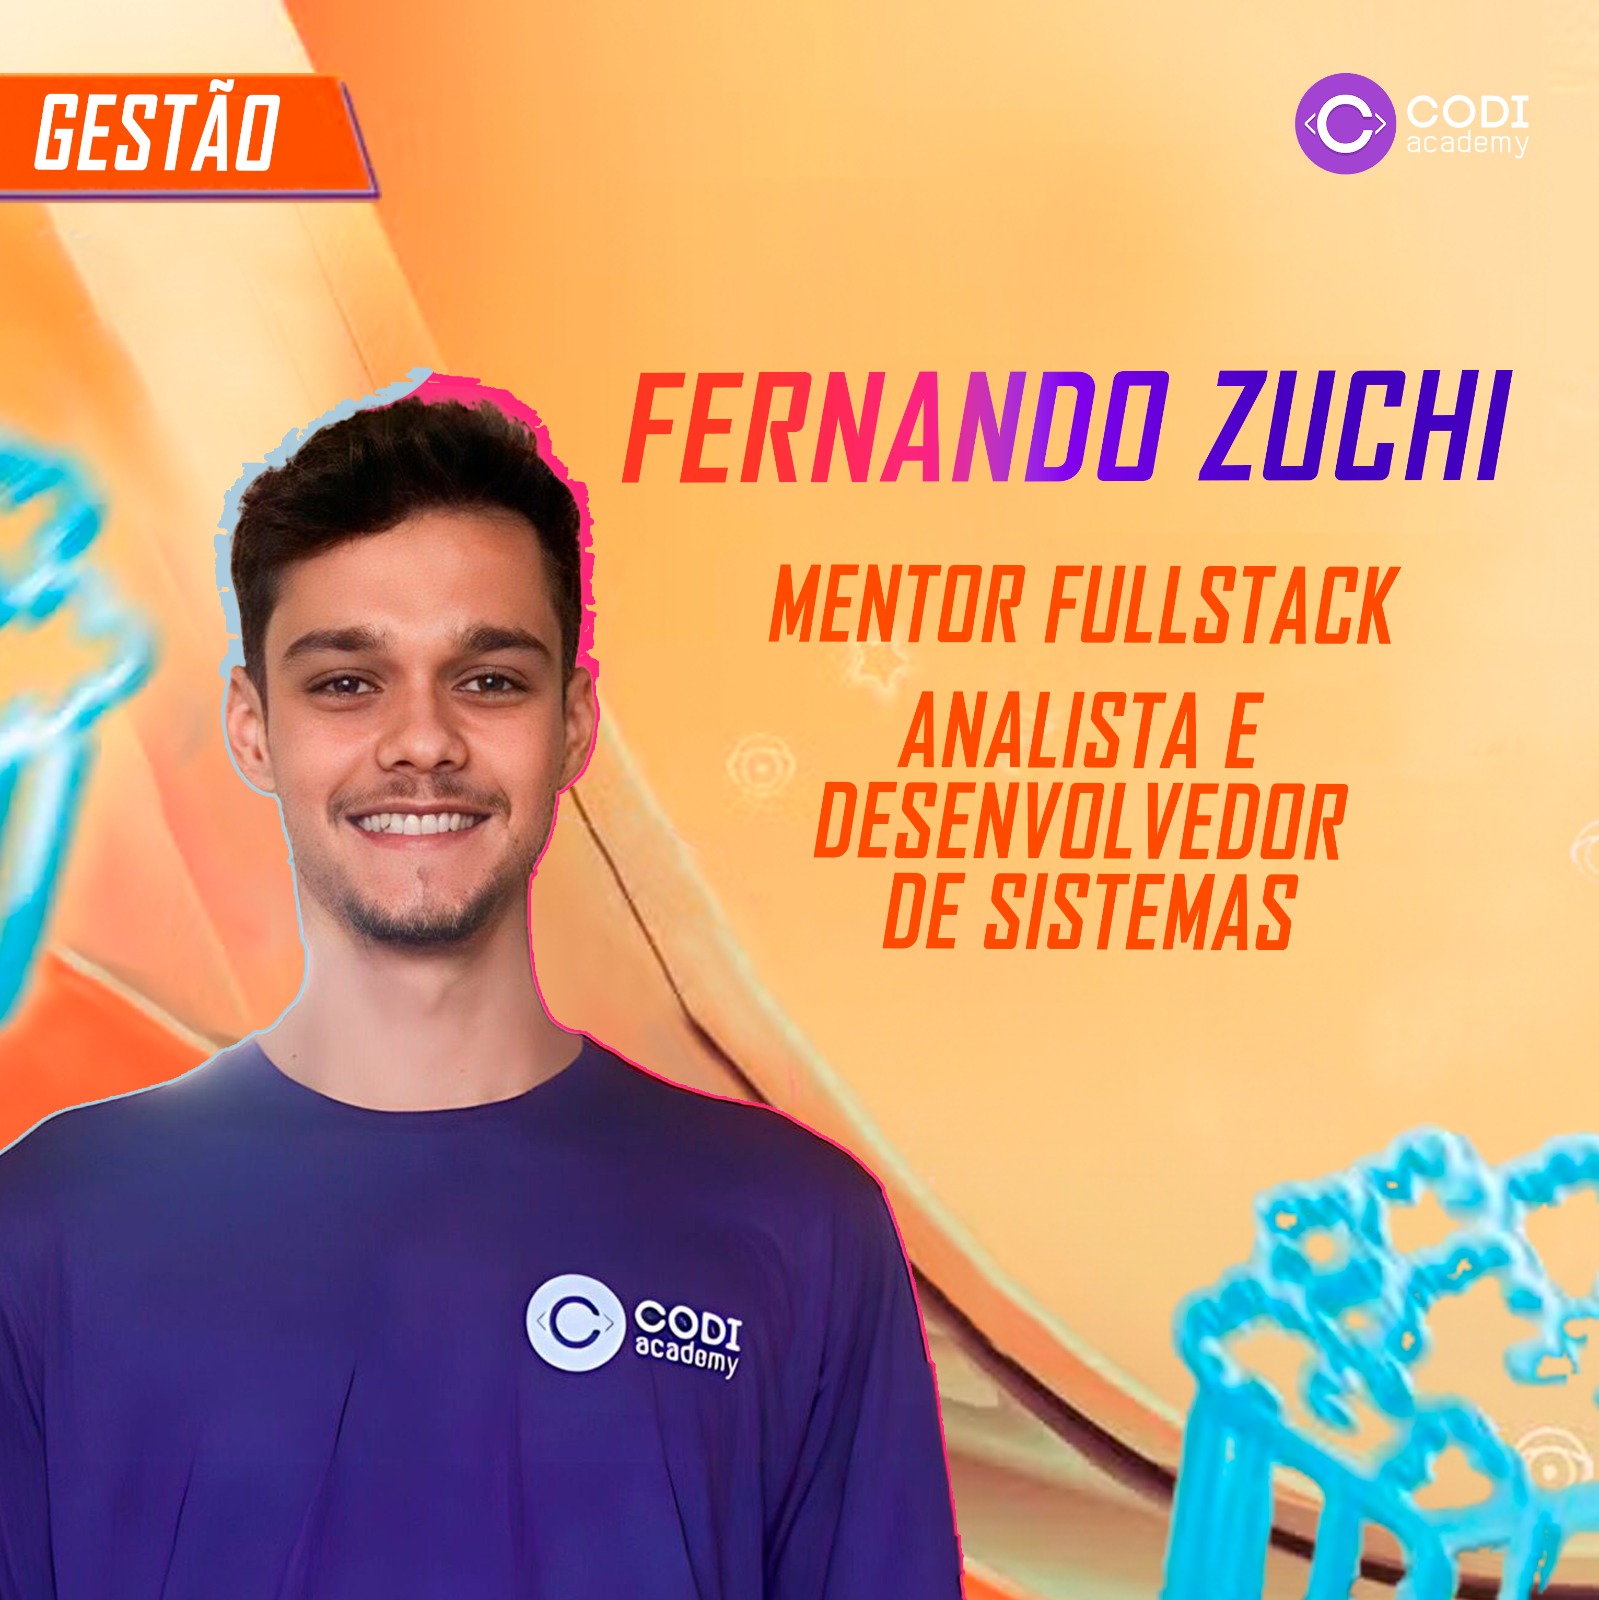 GESTÃO
CODI
academy
FERNANDO ZUCHI
MENTOR FULLSTACK
ANALISTA E
DESENVOLVEDOR
DE SISTEMAS
CODI
academy